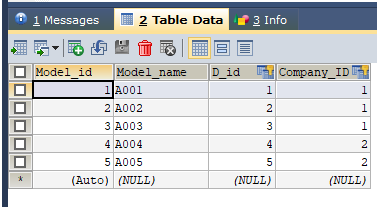 1 Messages 2 Table Data 3 Info
Model_id Model_name D_id Company_ID
1 A001 1 1
2 A002 2 1
3 A003 3 1
4 A004 4 2
5 A005 5 2
* (Auto) (NULL) (NULL) (NULL)